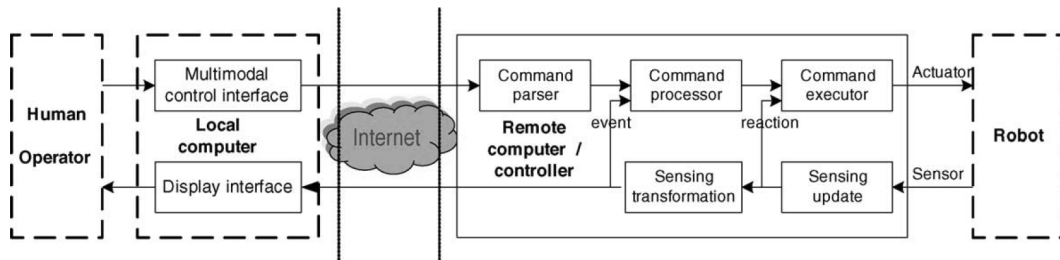 Human
Operator
Multimodal
control interface
Local
computer
Display interface
Internet
Command
parser
Command
processor
Command
executor
event
reaction
Remote
computer /
controller
Sensing
transformation
Sensing
update
Actuator
Sensor
Robot